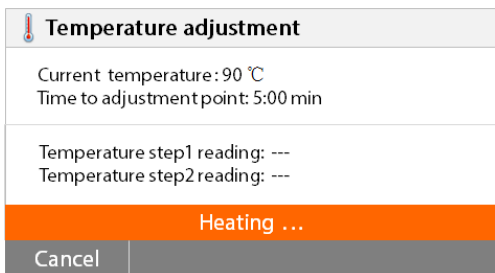 Temperature adjustment
Current temperature: 90 ℃
Time to adjustment point: 5:00 min
Temperature step1 reading: ---
Temperature step2 reading: ---
Heating ...
Cancel